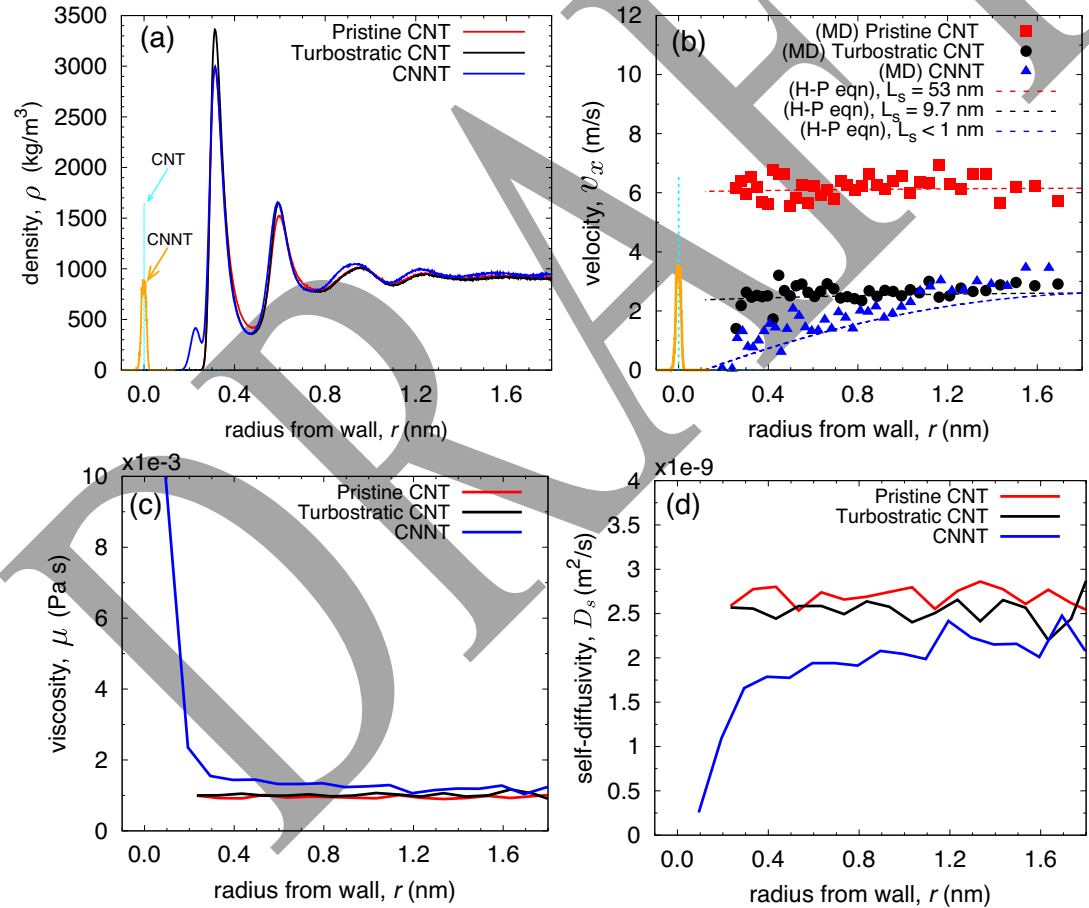 (a)
Pristine CNT
Turbostratic CNT
CNNT
CNT
CNNT
3500
3000
2500
2000
1500
1000
500
0
density, ρ (kg/m³)
0.0 0.4 0.8 1.2 1.6
radius from wall, r (nm)
(b)
(MD) Pristine CNT
(MD) Turbostratic CNT
(MD) CNNT
(H-P eqn), Lₛ = 53 nm
(H-P eqn), Lₛ = 9.7 nm
(H-P eqn), Lₛ < 1 nm
12
10
8
6
4
2
0
velocity, vₓ (m/s)
0.0 0.4 0.8 1.2 1.6
radius from wall, r (nm)
x1e-3
(c)
Pristine CNT
Turbostratic CNT
CNNT
10
8
6
4
2
0
viscosity, μ (Pa s)
0.0 0.4 0.8 1.2 1.6
radius from wall, r (nm)
x1e-9
(d)
Pristine CNT
Turbostratic CNT
CNNT
4
3.5
3
2.5
2
1.5
1
0.5
0
self-diffusivity, Dₛ (m²/s)
0.0 0.4 0.8 1.2 1.6
radius from wall, r (nm)